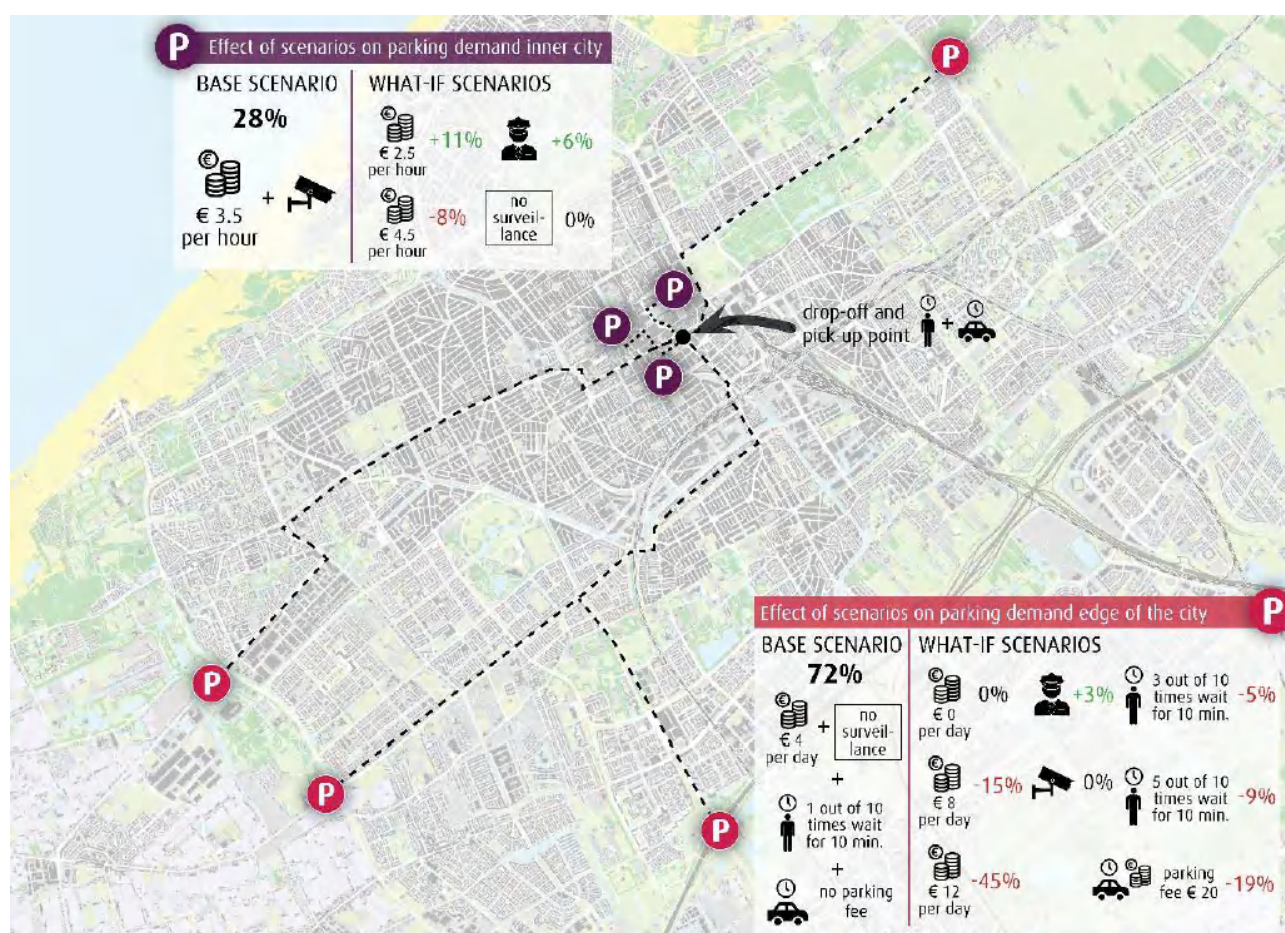 P Effect of scenarios on parking demand inner city
BASE SCENARIO
28%
€
€ 3.5
per hour
+
WHAT-IF SCENARIOS
€
€ 2.5
per hour
+11%
+6%
€
€ 4.5
per hour
-8%
no
surveil-
lance
0%
P
P
P
P
drop-off and
pick-up point
+
P
P
P
Effect of scenarios on parking demand edge of the city P
BASE SCENARIO
72%
€
€ 4
per day
+
no
surveil-
lance
+
1 out of 10
times wait
for 10 min.
+
no parking
fee
WHAT-IF SCENARIOS
€
€ 0
per day
0%
+3%
3 out of 10
times wait
for 10 min.
-5%
€
€ 8
per day
-15%
0%
5 out of 10
times wait
for 10 min.
-9%
€
€ 12
per day
-45%
€
parking
fee € 20
-19%